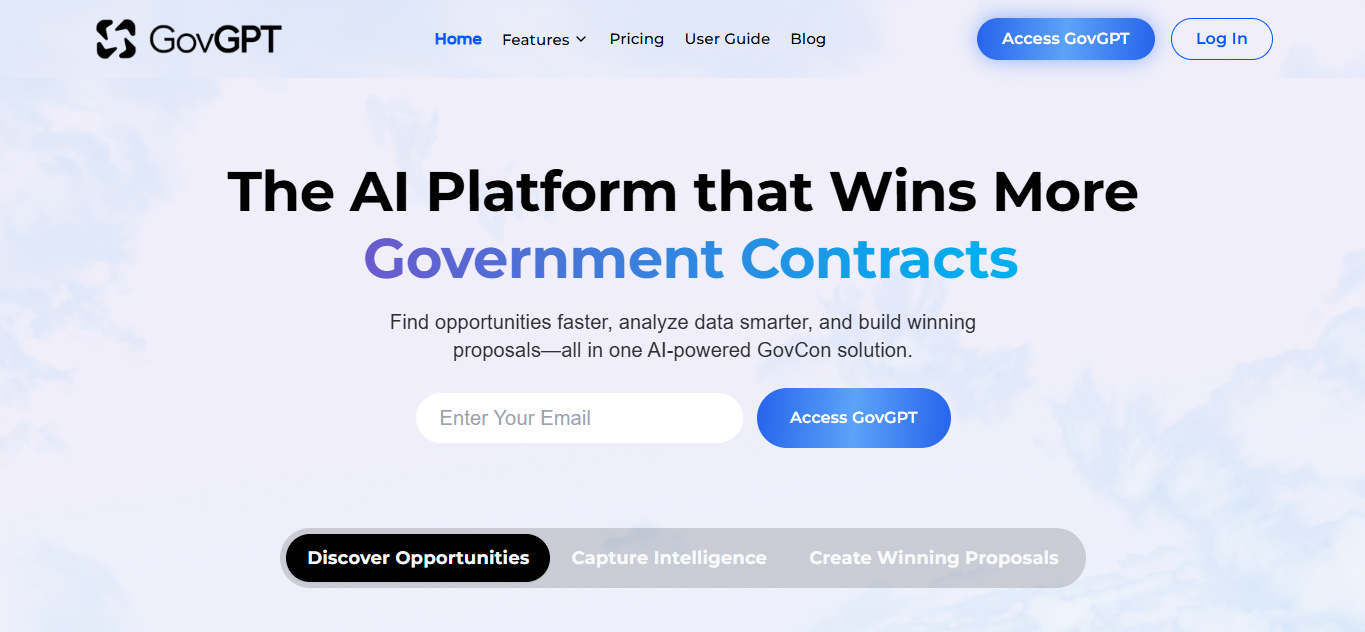 GovGPT
Home Features Pricing User Guide Blog
Access GovGPT
Log In
The AI Platform that Wins More
Government Contracts
Find opportunities faster, analyze data smarter, and build winning
proposals—all in one AI-powered GovCon solution.
Enter Your Email
Access GovGPT
Discover Opportunities
Capture Intelligence
Create Winning Proposals